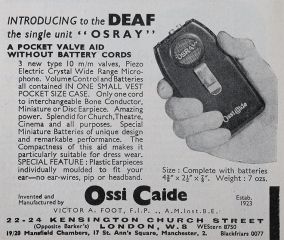 INTRODUCING to the DEAF
the single unit "OSRAY"
A POCKET VALVE AID
WITHOUT BATTERY CORDS
3 new type 10 m/m valves, Piezo
Electric Crystal Wide Range Micro-
phone. Volume Control and Batteries
all contained IN ONE SMALL VEST
POCKET SIZE CASE. Only one cord
to interchangeable Bone Conductor,
Miniature or Disc Earpiece. Amazing
power. Splendid for Church, Theatre,
Cinema and all purposes. Special
Miniature Batteries of unique design
and remarkable performance. The
Compactness of this aid makes it
particularly suitable for dress wear.
SPECIAL FEATURE: Plastic Earpieces
individually moulded to fit your
ear—no ear-wires, pip or headband.
OSRAY
Ossi Caide
Size: Complete with batteries
Weight: 7 ozs.
Invented and
Manufactured by
Ossi Caide
Estab.
1923
VICTOR A. FOOT, F.I.P.S., A.M.Inst.B.E.
22-24 KENSINGTON CHURCH STREET
(Opposite Barker's) LONDON, W.8 WEStern 8750
19/20 Mansfield Chambers, 17 St. Ann's Square, Manchester, 2. Blackfriars 0077